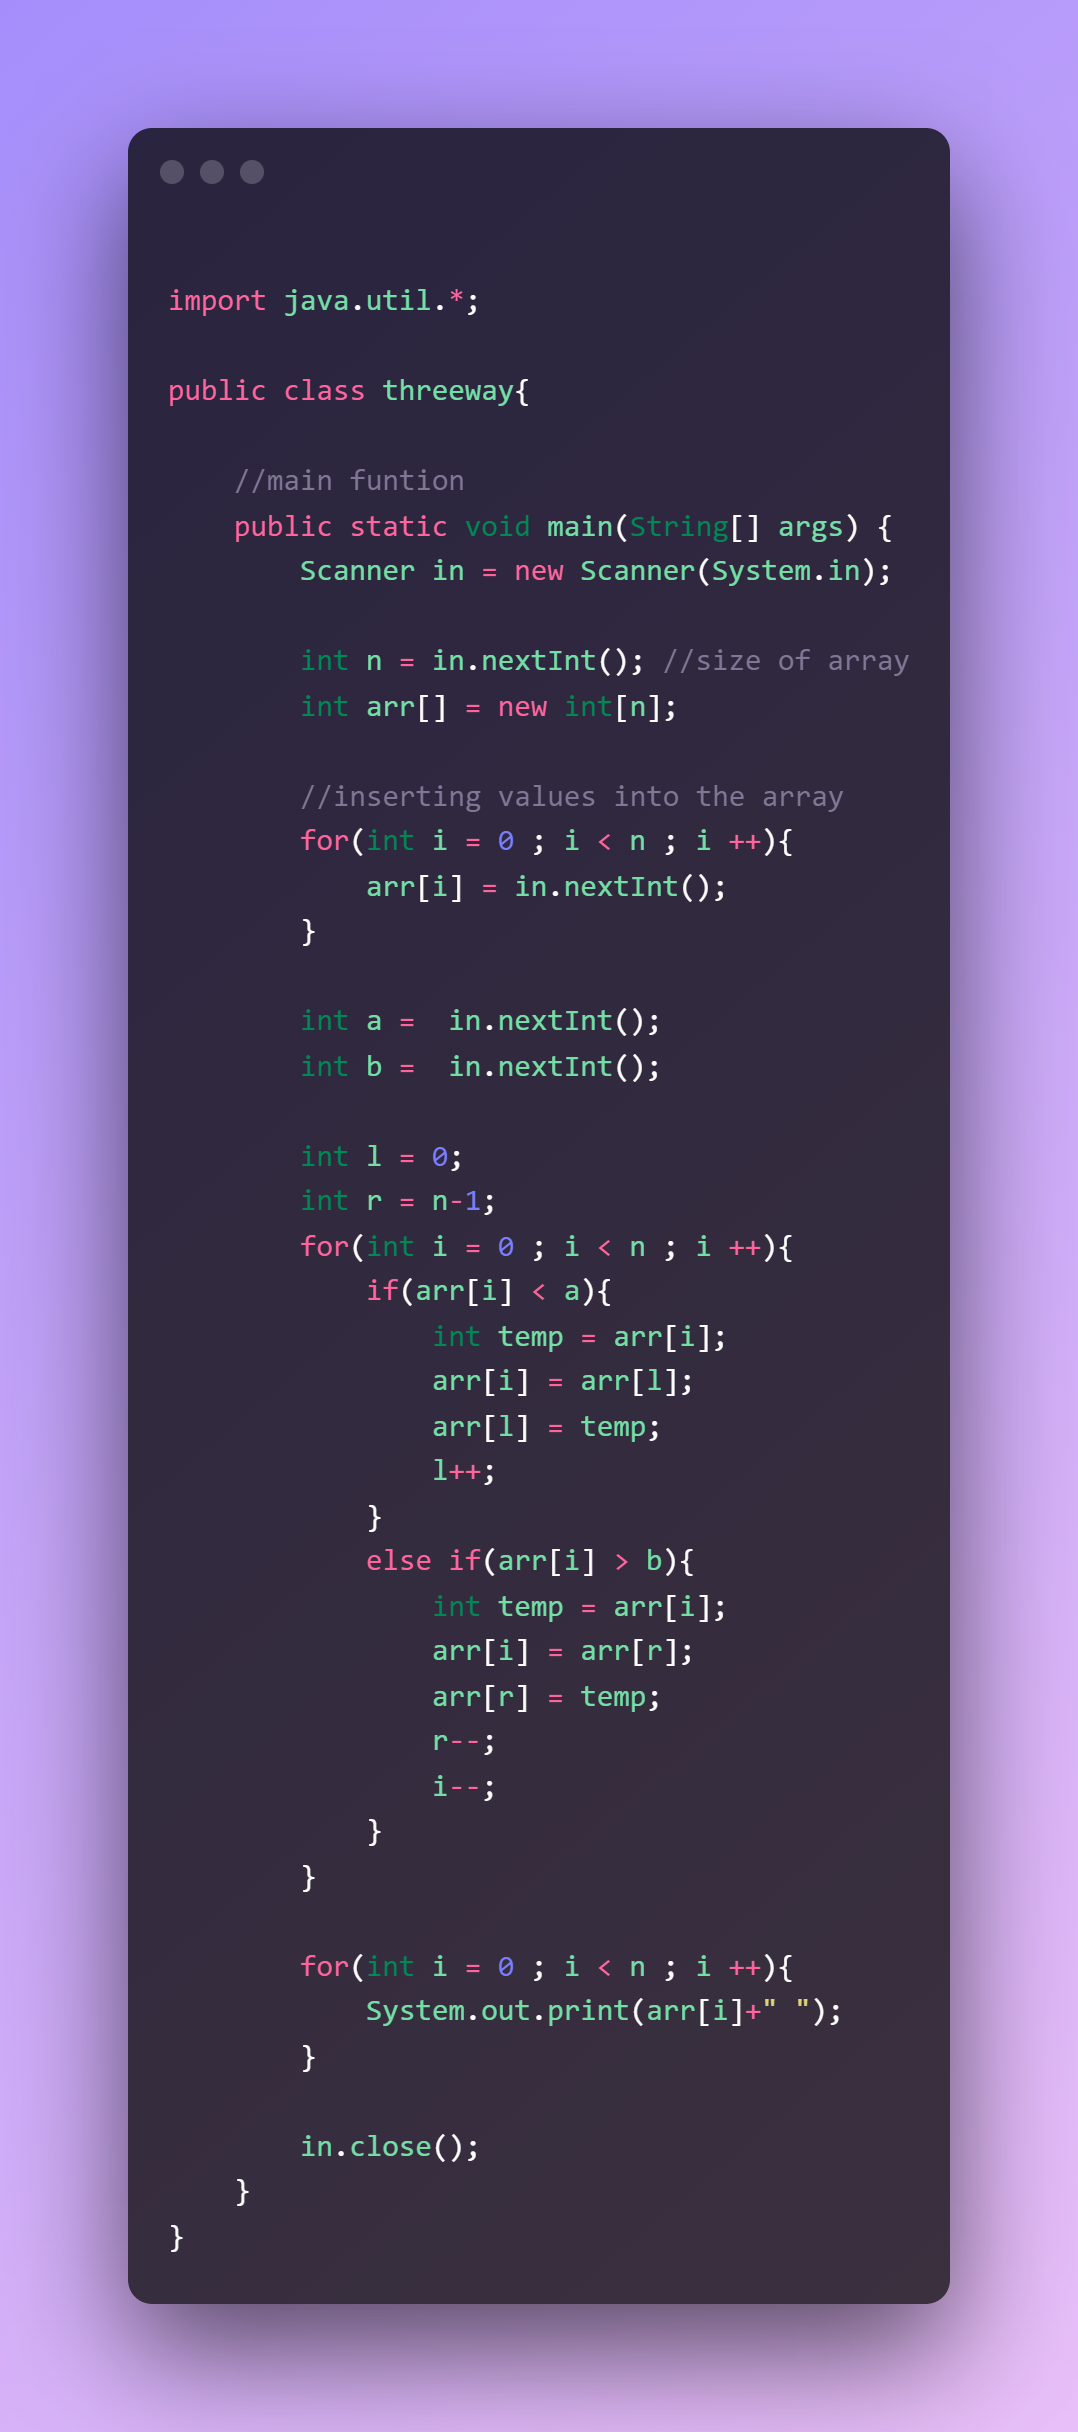 import java.util.*;
public class threeway{
//main funtion
public static void main(String[] args) {
Scanner in = new Scanner(System.in);
int n = in.nextInt(); //size of array
int arr[] = new int[n];
//inserting values into the array
for(int i = 0 ; i < n ; i ++){
arr[i] = in.nextInt();
}
int a =  in.nextInt();
int b =  in.nextInt();
int l = 0;
int r = n-1;
for(int i = 0 ; i < n ; i ++){
if(arr[i] < a){
int temp = arr[i];
arr[i] = arr[l];
arr[l] = temp;
l++;
}
else if(arr[i] > b){
int temp = arr[i];
arr[i] = arr[r];
arr[r] = temp;
r--;
i--;
}
}
for(int i = 0 ; i < n ; i ++){
System.out.print(arr[i]+" ");
}
in.close();
}
}